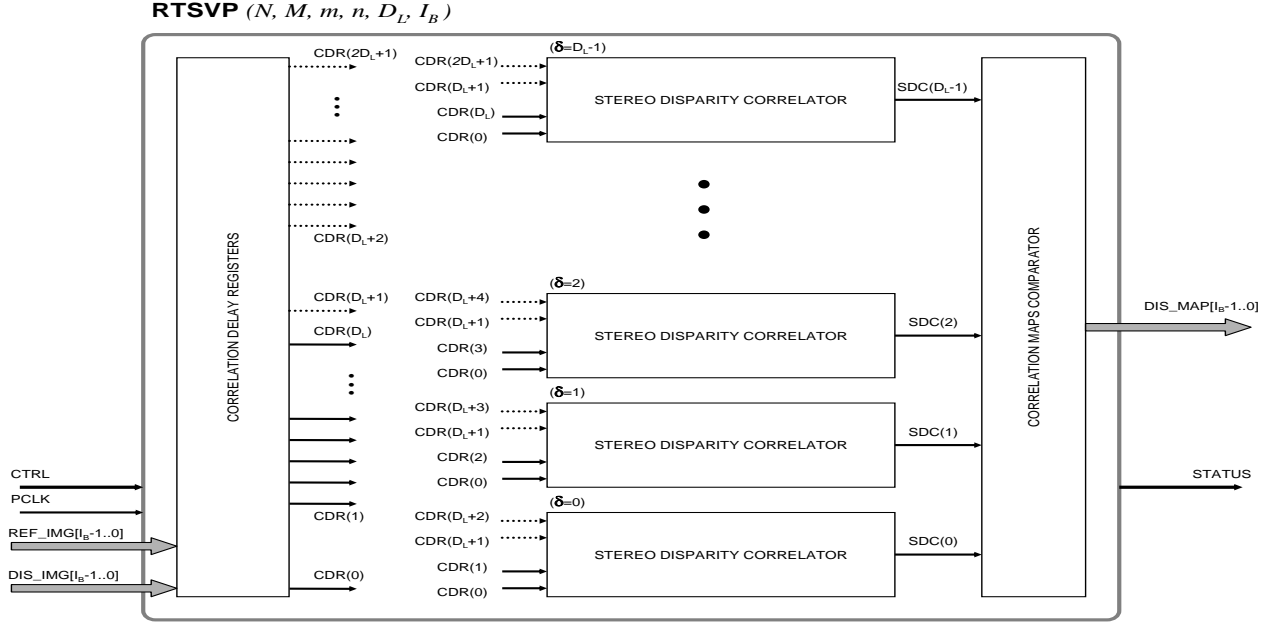 RTSVP (N, M, m, n, D_L, I_B)
CDR(2D_L+1)
CDR(D_L+2)
CDR(D_L+1)
CDR(D_L)
CDR(1)
CDR(0)
CORRELATION DELAY REGISTERS
CTRL
PCLK
REF_IMG[I_B-1..0]
DIS_IMG[I_B-1..0]
(δ=D_L-1)
CDR(2D_L+1)
CDR(D_L+1)
CDR(D_L)
CDR(0)
STEREO DISPARITY CORRELATOR
SDC(D_L-1)
(δ=2)
CDR(D_L+4)
CDR(D_L+1)
CDR(3)
CDR(0)
STEREO DISPARITY CORRELATOR
SDC(2)
(δ=1)
CDR(D_L+3)
CDR(D_L+1)
CDR(2)
CDR(0)
STEREO DISPARITY CORRELATOR
SDC(1)
(δ=0)
CDR(D_L+2)
CDR(D_L+1)
CDR(1)
CDR(0)
STEREO DISPARITY CORRELATOR
SDC(0)
CORRELATION MAPS COMPARATOR
DIS_MAP[I_B-1..0]
STATUS